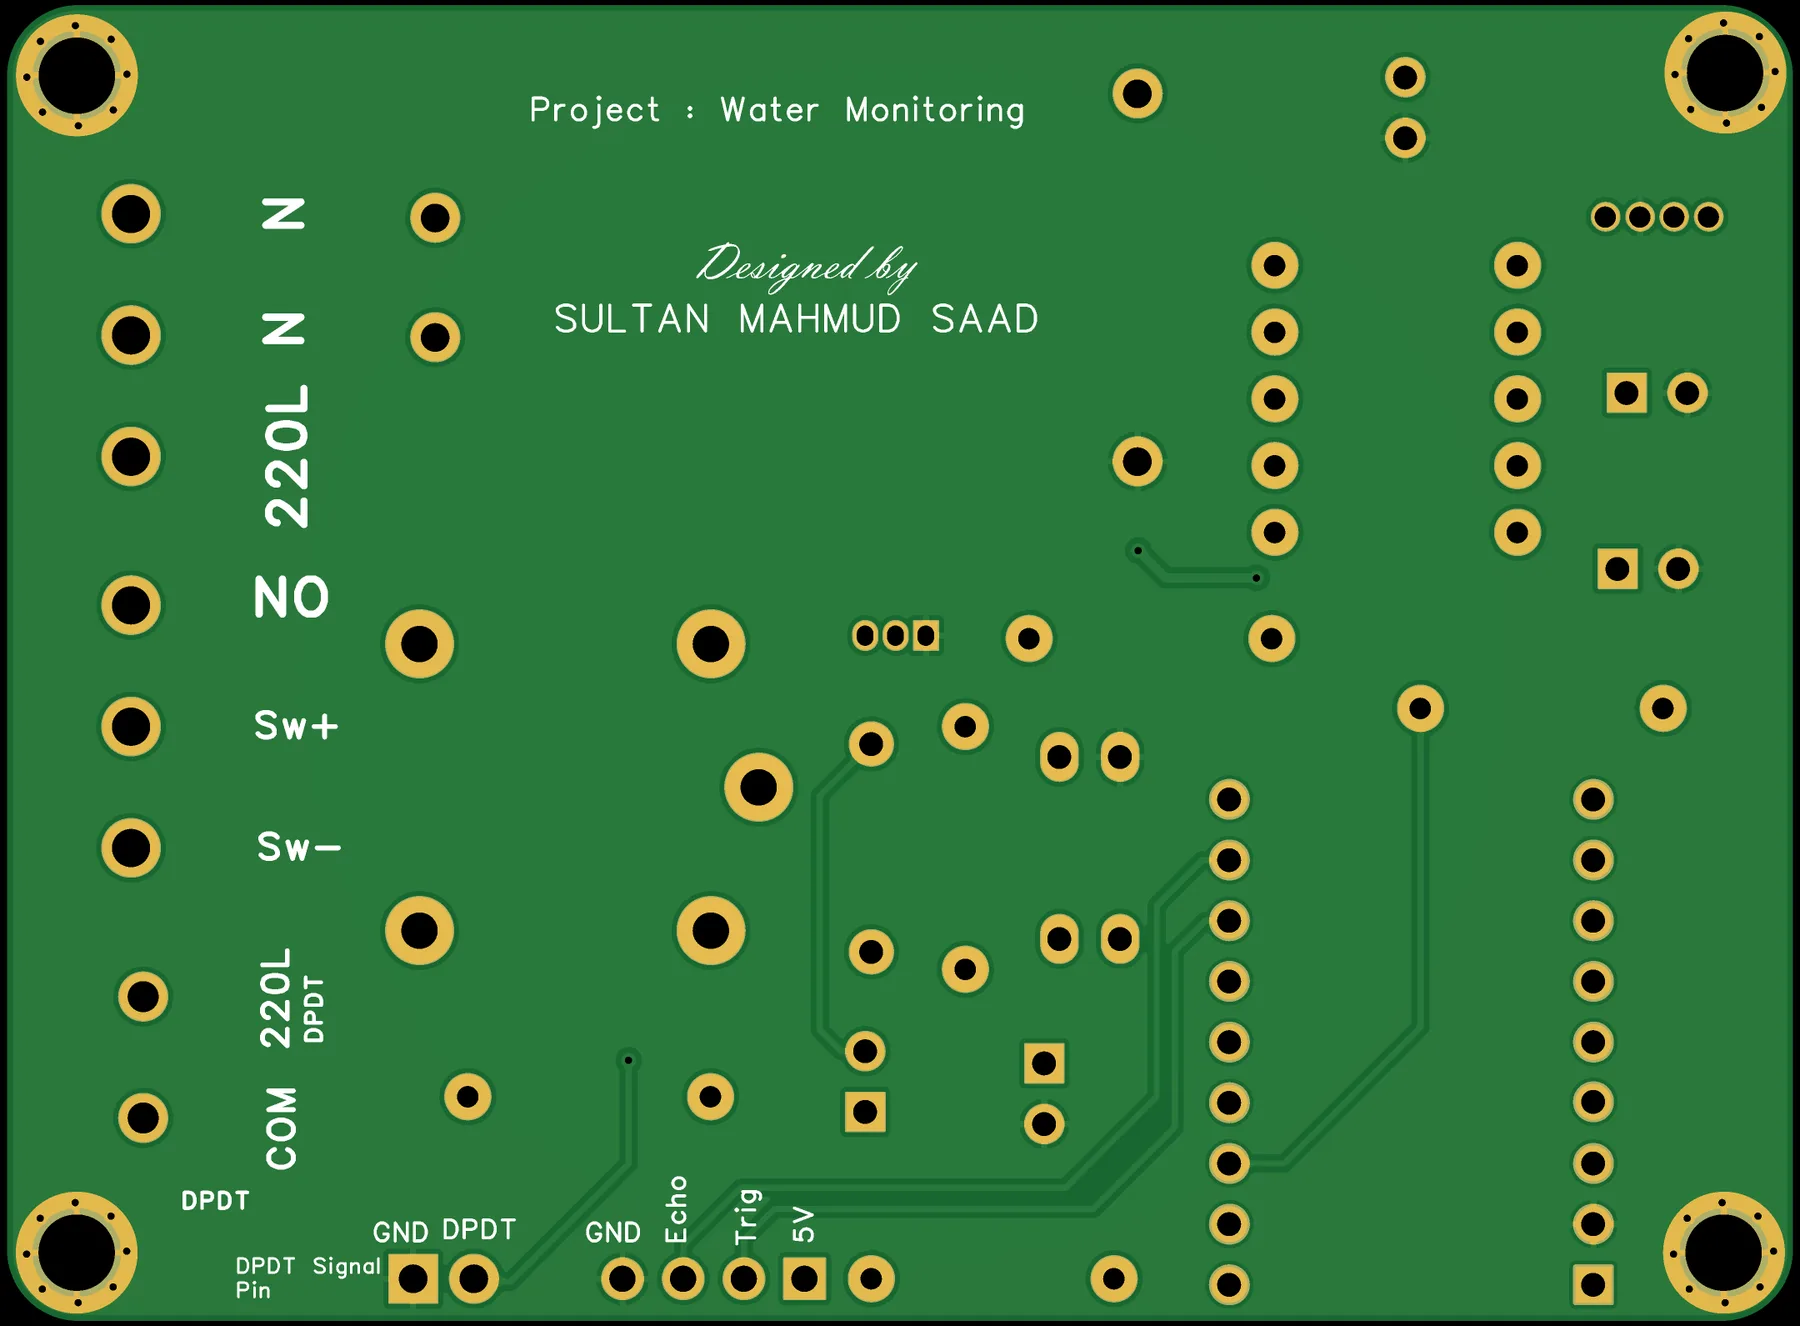 Project : Water Monitoring
N
Designed by
SULTAN MAHMUD SAAD
N
220L
NO
Sw+
Sw-
220L
DPDT
COM
DPDT
GND DPDT
GND Echo Trig 5V
DPDT Signal
Pin